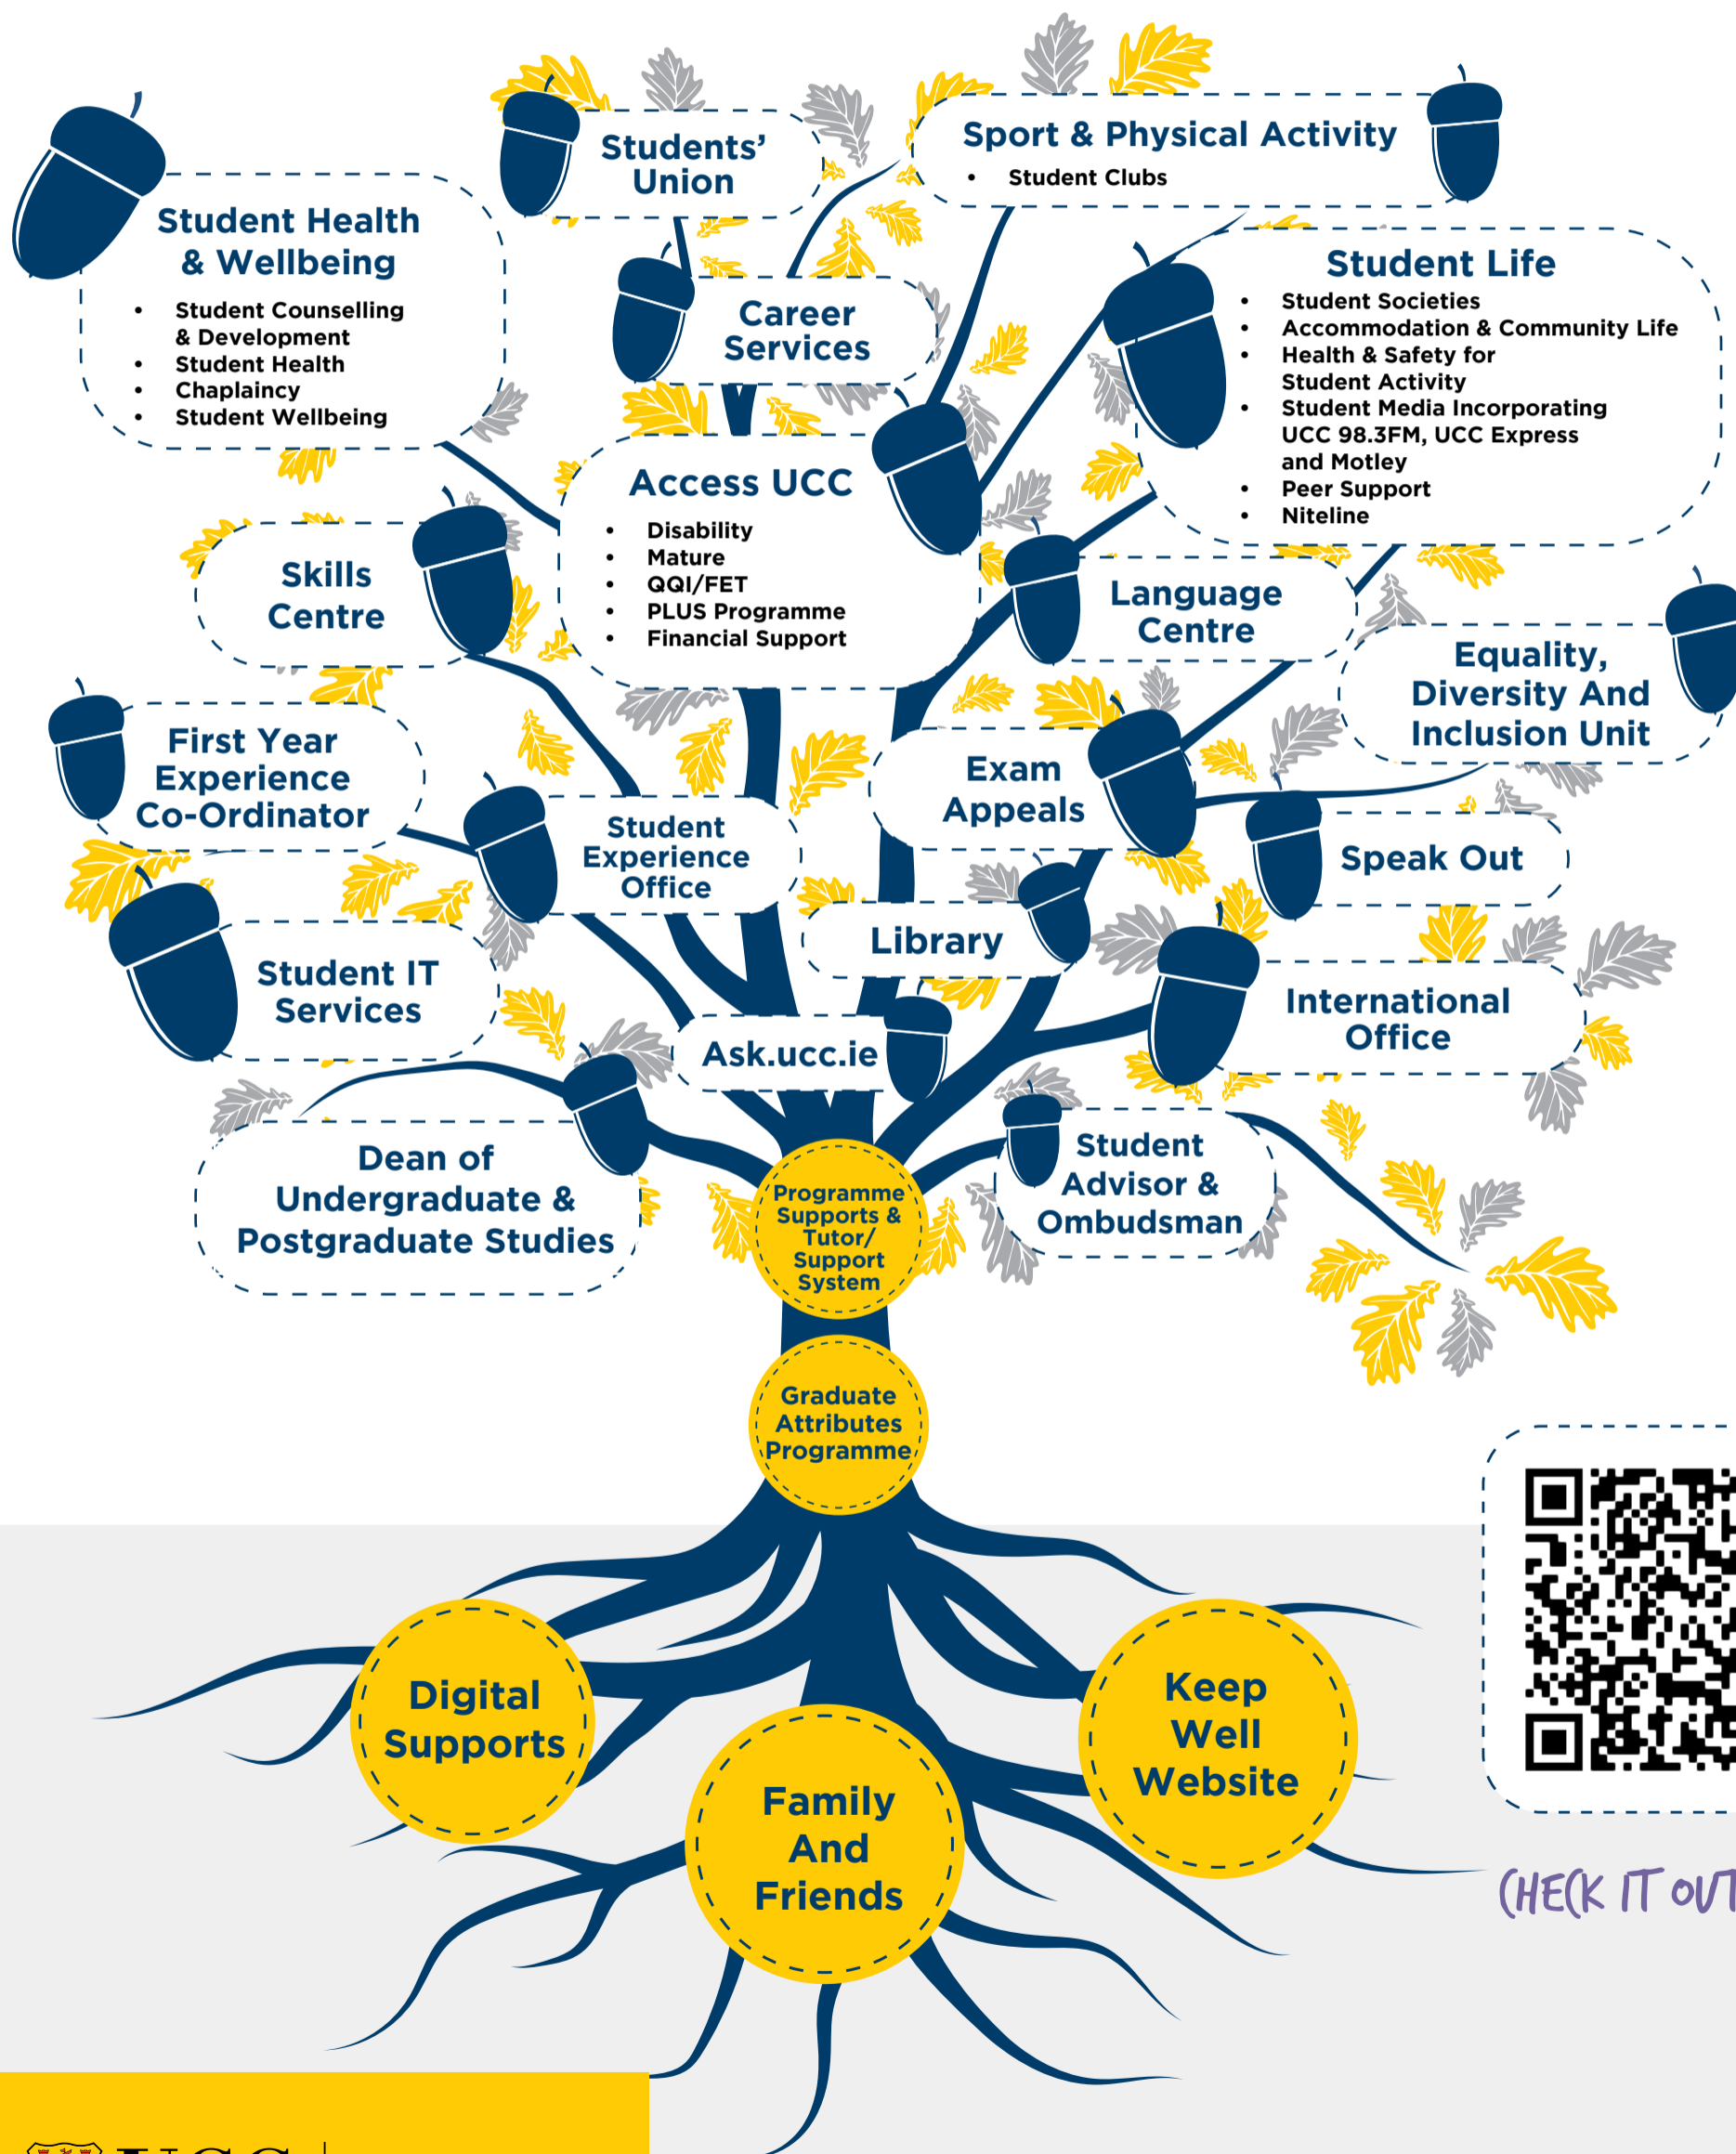 Students'
Union
Sport & Physical Activity
• Student Clubs
Student Health
& Wellbeing
• Student Counselling
& Development
• Student Health
• Chaplaincy
• Student Wellbeing
Career
Services
Student Life
• Student Societies
• Accommodation & Community Life
• Health & Safety for
Student Activity
• Student Media Incorporating
UCC 98.3FM, UCC Express
and Motley
• Peer Support
• Niteline
Access UCC
• Disability
• Mature
• QQI/FET
• PLUS Programme
• Financial Support
Skills
Centre
Language
Centre
Equality,
Diversity And
Inclusion Unit
First Year
Experience
Co-Ordinator
Student
Experience
Office
Exam
Appeals
Speak Out
Library
Student IT
Services
International
Office
Ask.ucc.ie
Dean of
Undergraduate &
Postgraduate Studies
Student
Advisor &
Ombudsman
Programme
Supports &
Tutor/
Support
System
Graduate
Attributes
Programme
Digital
Supports
Keep
Well
Website
Family
And
Friends
CHECK IT OUT
UCC